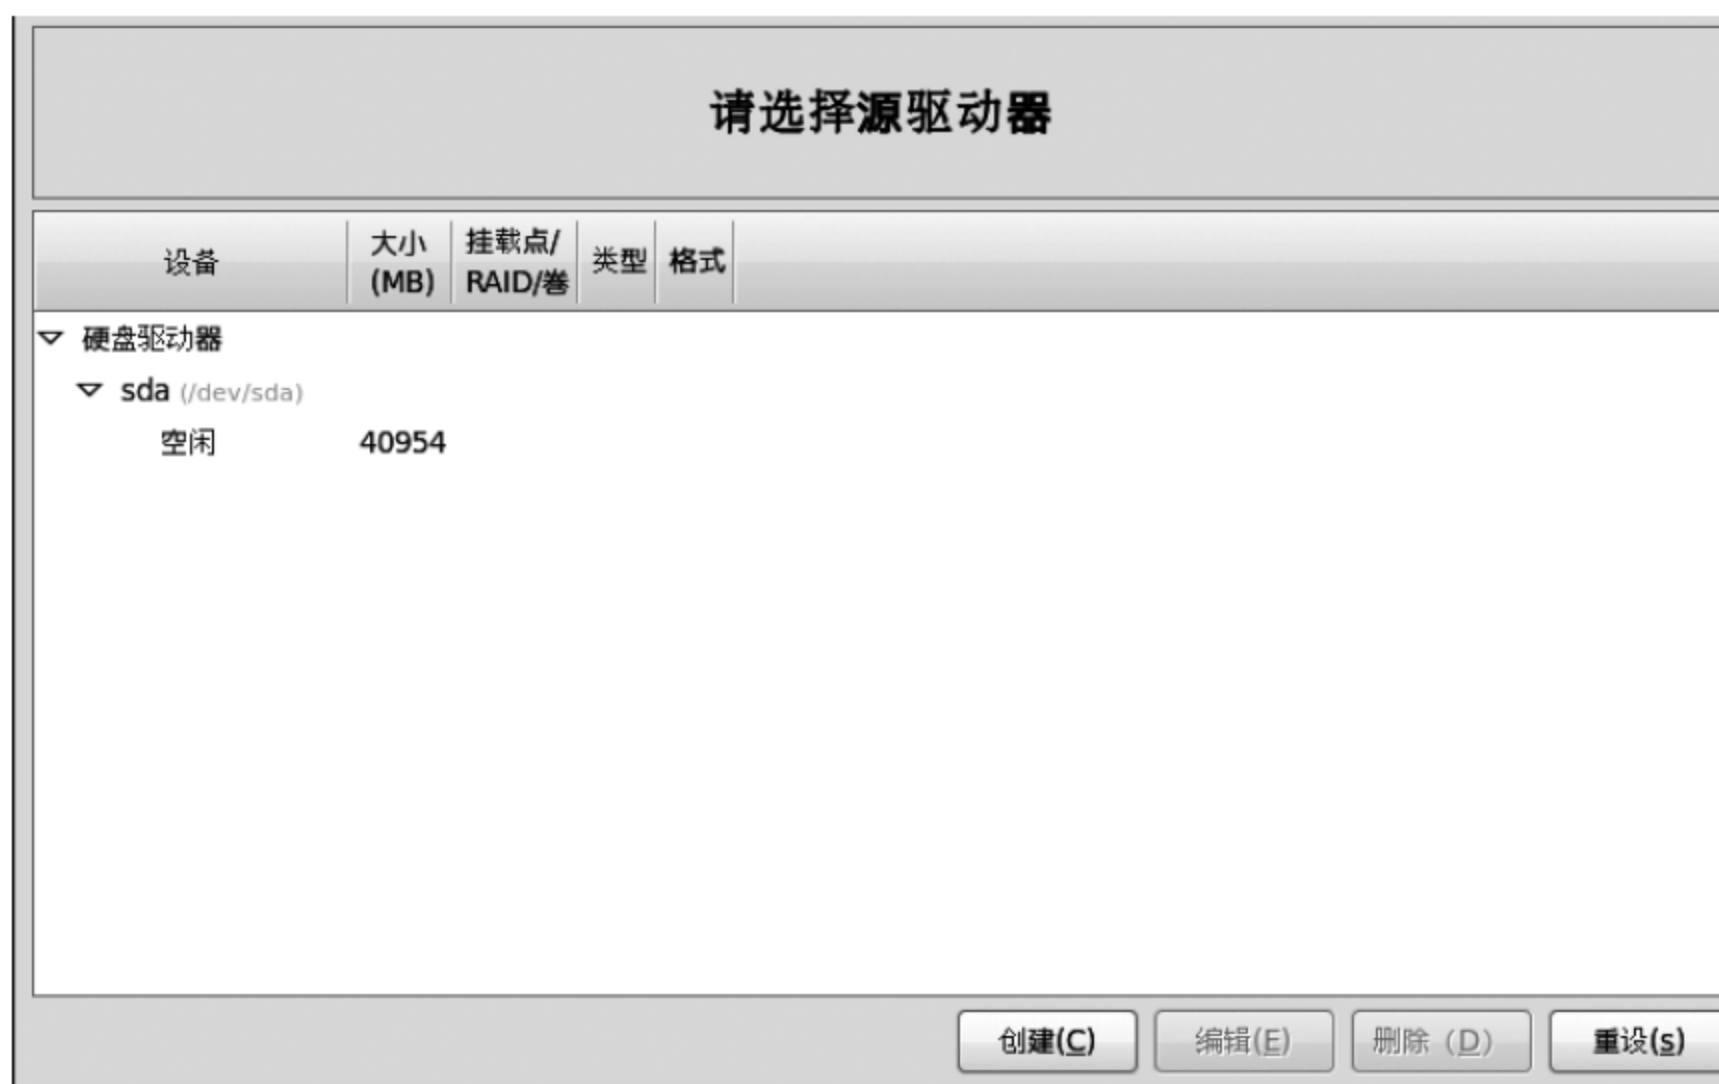 请选择源驱动器
设备
大小
(MB)
挂载点/
RAID/卷
类型
格式
硬盘驱动器
sda (/dev/sda)
空闲 40954
创建(C) 编辑(E) 删除（D） 重设(s)